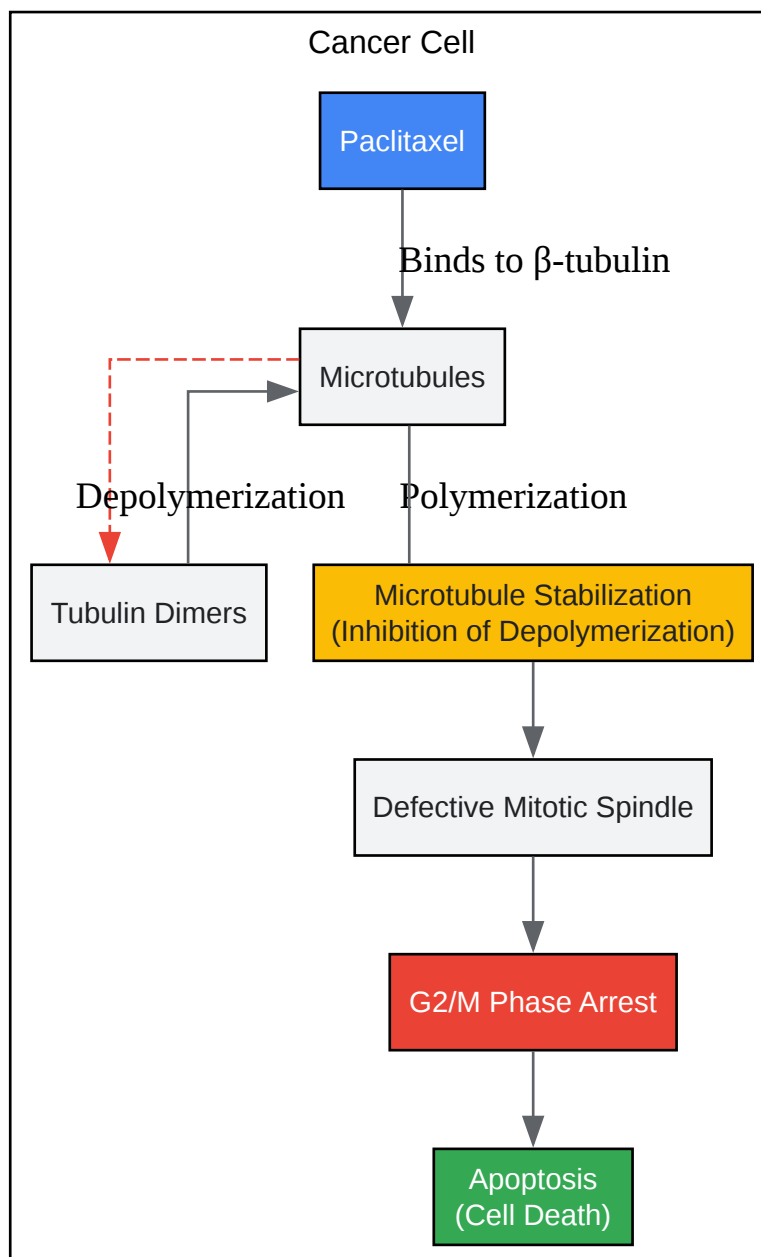 Cancer Cell
Paclitaxel
Binds to β-tubulin
Microtubules
Depolymerization
Polymerization
Tubulin Dimers
Microtubule Stabilization
(Inhibition of Depolymerization)
Defective Mitotic Spindle
G2/M Phase Arrest
Apoptosis
(Cell Death)